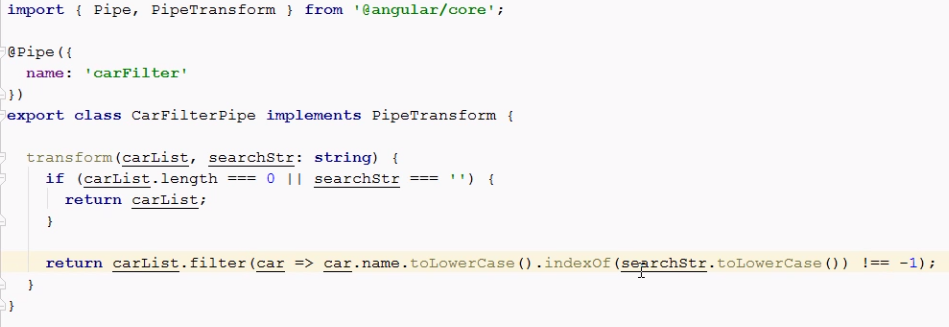 import { Pipe, PipeTransform } from '@angular/core';
@Pipe({
name: 'carFilter'
})
export class CarFilterPipe implements PipeTransform {
transform(carList, searchStr: string) {
if (carList.length === 0 || searchStr === '') {
return carList;
}
return carList.filter(car => car.name.toLowerCase().indexOf(searchStr.toLowerCase()) !== -1);
}
}